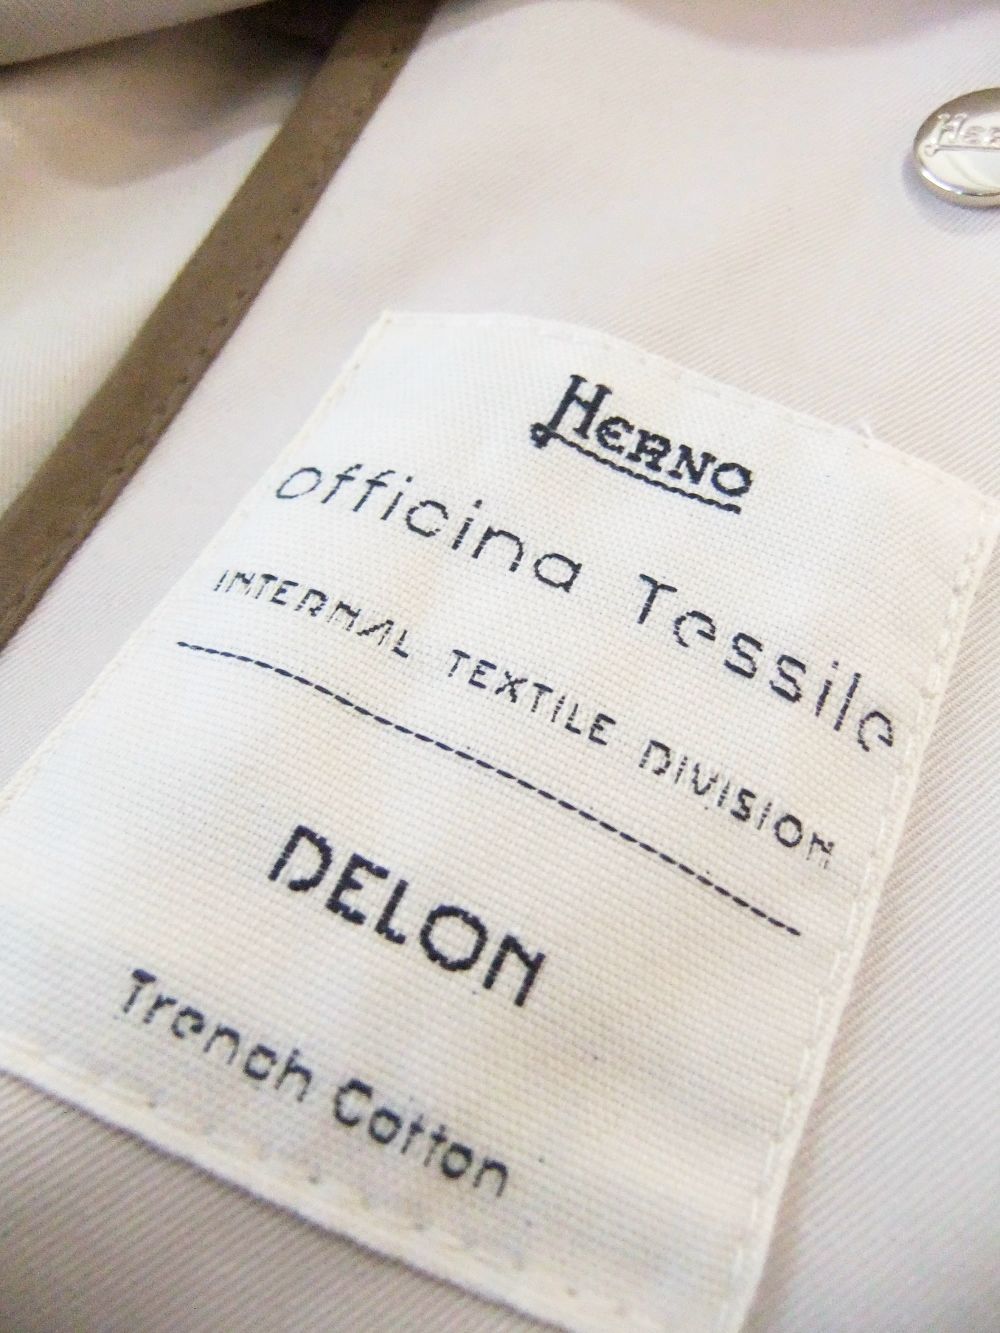 HERNO
Officina Tessile
INTERNAL TEXTILE DIVISION
DELON
Trench Cotton